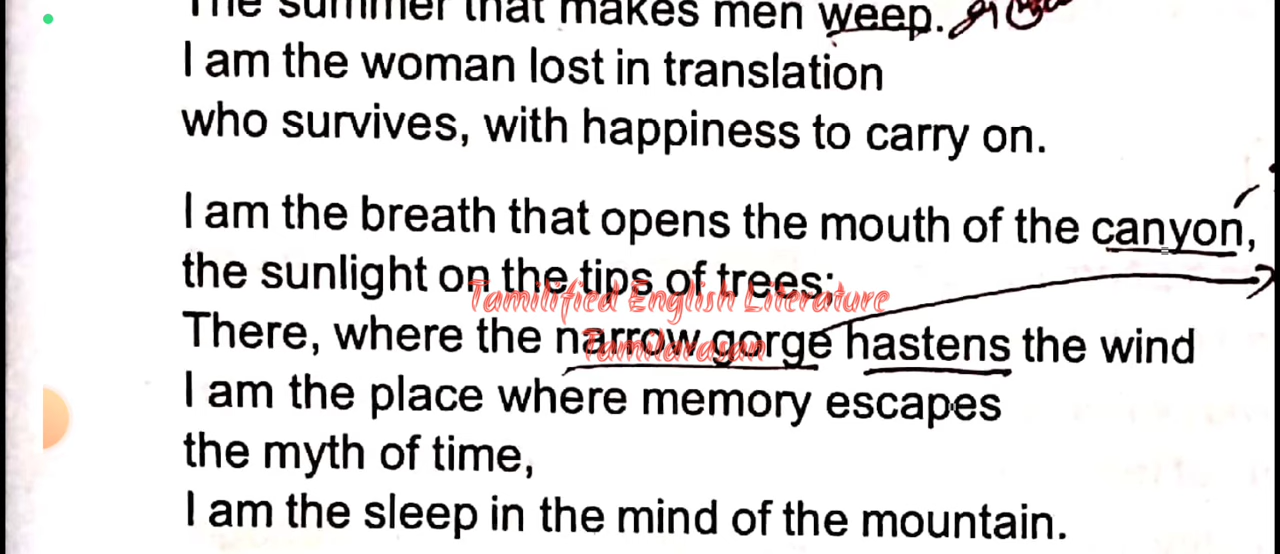 The summer that makes men weep.
I am the woman lost in translation
who survives, with happiness to carry on.
I am the breath that opens the mouth of the canyon,
the sunlight on the tips of trees;
Tamilified English Literature
There, where the narrow gorge hastens the wind
Tamilarasan
I am the place where memory escapes
the myth of time,
I am the sleep in the mind of the mountain.